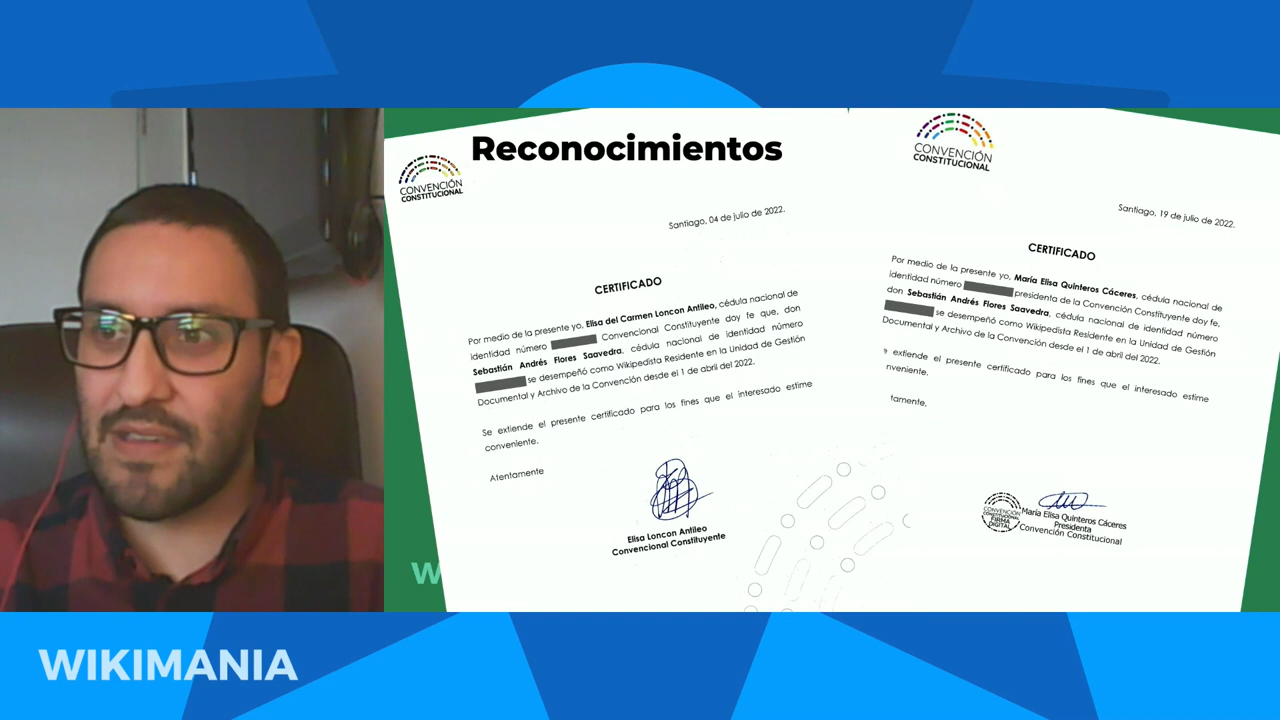 Reconocimientos
CONVENCIÓN
CONSTITUCIONAL
Santiago, 04 de julio de 2022.
CERTIFICADO
Por medio de la presente yo, Elisa del Carmen Loncon Antileo, cédula nacional de
identidad número Convencional Constituyente doy fe que, don
Sebastián Andrés Flores Saavedra, cédula nacional de identidad número
se desempeñó como Wikipedista Residente en la Unidad de Gestión
Documental y Archivo de la Convención desde el 1 de abril del 2022.
Se extiende el presente certificado para los fines que el interesado estime
conveniente.
Atentamente
Elisa Loncon Antileo
Convencional Constituyente
W
CONVENCIÓN
CONSTITUCIONAL
Santiago, 19 de julio de 2022.
CERTIFICADO
Por medio de la presente yo, María Elisa Quinteros Cáceres, cédula nacional de
identidad número presidenta de la Convención Constituyente doy fe,
don Sebastián Andrés Flores Saavedra, cédula nacional de identidad número
se desempeñó como Wikipedista Residente en la Unidad de Gestión
Documental y Archivo de la Convención desde el 1 de abril del 2022.
e extiende el presente certificado para los fines que el interesado estime
nveniente.
tamente,
CONVENCIÓN
CONSTITUCIONAL
FIRMA
DIGITAL
María Elisa Quinteros Cáceres
Presidenta
Convención Constitucional
WIKIMANIA